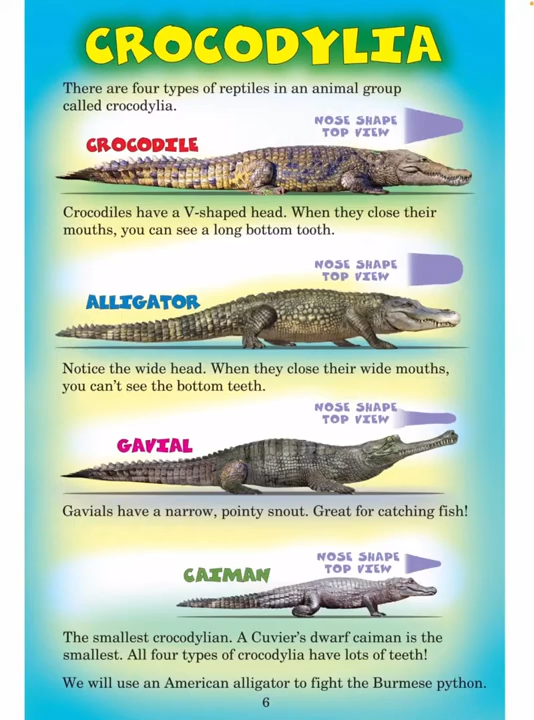 CROCODYLIA
There are four types of reptiles in an animal group
called crocodylia.
NOSE SHAPE
TOP VIEW
CROCODILE
Crocodiles have a V-shaped head. When they close their
mouths, you can see a long bottom tooth.
NOSE SHAPE
TOP VIEW
ALLIGATOR
Notice the wide head. When they close their wide mouths,
you can't see the bottom teeth.
NOSE SHAPE
TOP VIEW
GAVIAL
Gavials have a narrow, pointy snout. Great for catching fish!
NOSE SHAPE
TOP VIEW
CAIMAN
The smallest crocodylian. A Cuvier's dwarf caiman is the
smallest. All four types of crocodylia have lots of teeth!
We will use an American alligator to fight the Burmese python.
6